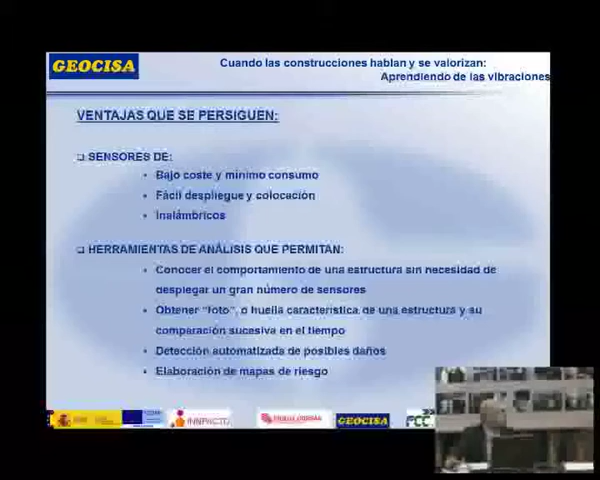 GEOCISA
Cuando las construcciones hablan y se valorizan:
Aprendiendo de las vibraciones
VENTAJAS QUE SE PERSIGUEN:
SENSORES DE:
Bajo coste y mínimo consumo
Fácil despliegue y colocación
Inalámbricos
HERRAMIENTAS DE ANÁLISIS QUE PERMITAN:
Conocer el comportamiento de una estructura sin necesidad de
desplegar un gran número de sensores
Obtener "foto", o huella característica de una estructura y su
comparación sucesiva en el tiempo
Detección automatizada de posibles daños
Elaboración de mapas de riesgo
INNPACTO
GEOCISA
FCC